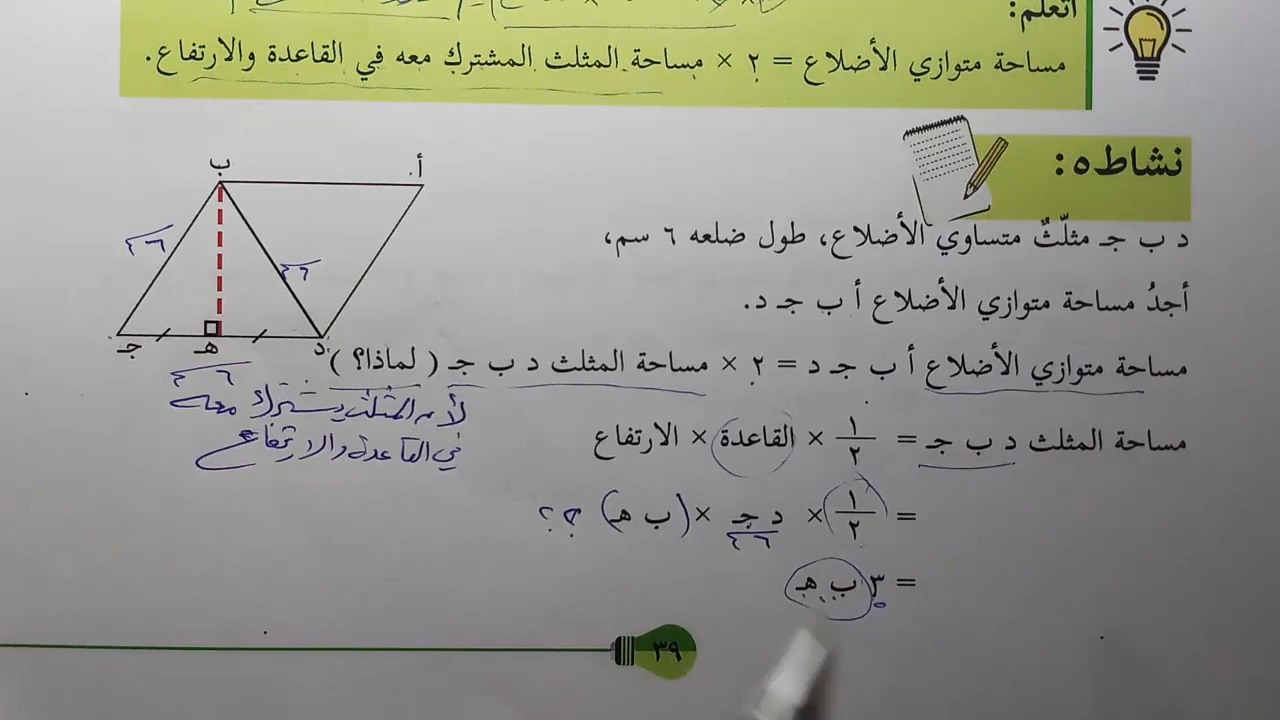 أتعلم:
مساحة متوازي الأضلاع = ٢ × مساحة المثلث المشترك معه في القاعدة والارتفاع.
نشاط٥:
د ب جـ مثلّثٌ متساوي الأضلاع، طول ضلعه ٦ سم،
أجدُ مساحة متوازي الأضلاع أ ب جـ د.
مساحة متوازي الأضلاع أ ب جـ د = ٢ × مساحة المثلث د ب جـ ( لماذا؟ )
لأن المثلث يشترك معه
في القاعدة والارتفاع
مساحة المثلث د ب جـ = ١/٢ × القاعدة × الارتفاع
= ١/٢ × د جـ × (ب هـ) ؟؟
٦
= ٣ ب هـ
أ
ب
٦
٦
جـ
هـ
د
٦
٣٩